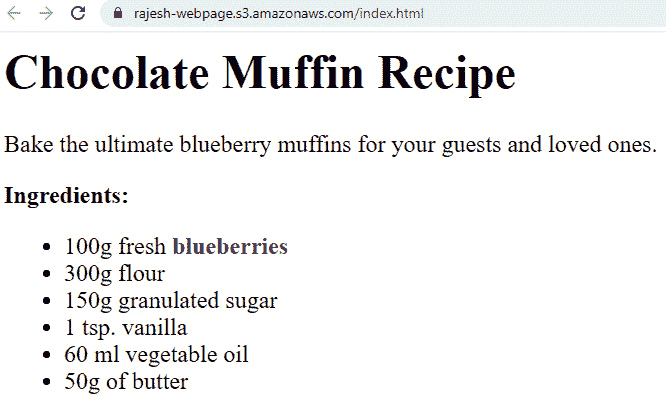 rajesh-webpage.s3.amazonaws.com/index.html
Chocolate Muffin Recipe
Bake the ultimate blueberry muffins for your guests and loved ones.
Ingredients:
100g fresh blueberries
300g flour
150g granulated sugar
1 tsp. vanilla
60 ml vegetable oil
50g of butter